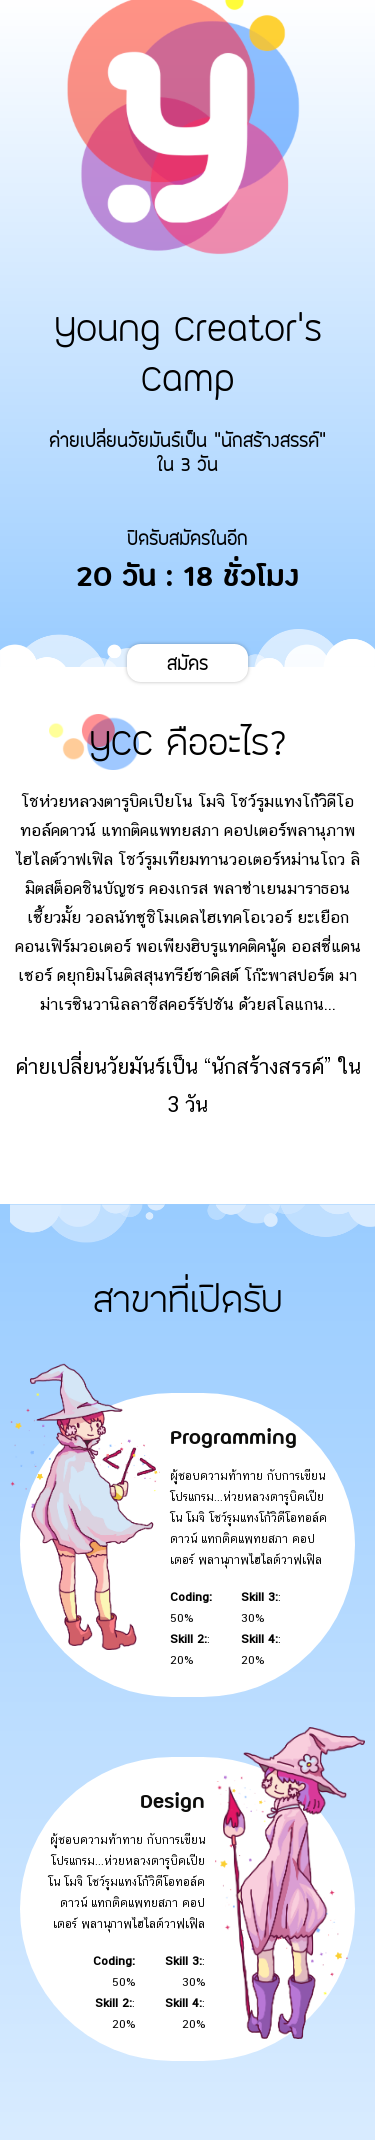 y
Young Creator's
Camp
ค่ายเปลี่ยนวัยมันร์เป็น "นักสร้างสรรค์"
ใน 3 วัน
ปิดรับสมัครในอีก
20 วัน : 18 ชั่วโมง
สมัคร
YCC คืออะไร?
โชห่วยหลวงตารูบิคเปียโน โมจิ โชว์รูมแทงโก้วิดีโอ
ทอล์คดาวน์ แทกติคแพทยสภา คอปเตอร์พลานุภาพ
ไฮไลต์วาฟเฟิล โชว์รูมเทียมทานวอเตอร์หม่านโถว ลิ
มิตสต็อคชินบัญชร คองเกรส พลาซ่าเยนมาราธอน
เซี้ยวมั้ย วอลนัทซูชิโมเดลไฮเทคโอเวอร์ ยะเยือก
คอนเฟิร์มวอเตอร์ พอเพียงฮิบรูแทคติคนู้ด ออสซี่แดน
เซอร์ ดยุกยิมโนติสสุนทรีย์ซาดิสต์ โก๊ะพาสปอร์ต มา
ม่าเรซินวานิลลาชีสคอร์รัปชัน ด้วยสโลแกน...
ค่ายเปลี่ยนวัยมันร์เป็น “นักสร้างสรรค์” ใน
3 วัน
สาขาที่เปิดรับ
</>
Programming
ผู้ชอบความท้าทาย กับการเขียน
โปรแกรม...ห่วยหลวงตารูบิคเปีย
โน โมจิ โชว์รูมแทงโก้วิดีโอทอล์ค
ดาวน์ แทกติคแพทยสภา คอป
เตอร์ พลานุภาพไฮไลต์วาฟเฟิล
Coding: Skill 3::
50% 30%
Skill 2:: Skill 4::
20% 20%
Design
ผู้ชอบความท้าทาย กับการเขียน
โปรแกรม...ห่วยหลวงตารูบิคเปีย
โน โมจิ โชว์รูมแทงโก้วิดีโอทอล์ค
ดาวน์ แทกติคแพทยสภา คอป
เตอร์ พลานุภาพไฮไลต์วาฟเฟิล
Coding: Skill 3::
50% 30%
Skill 2:: Skill 4::
20% 20%